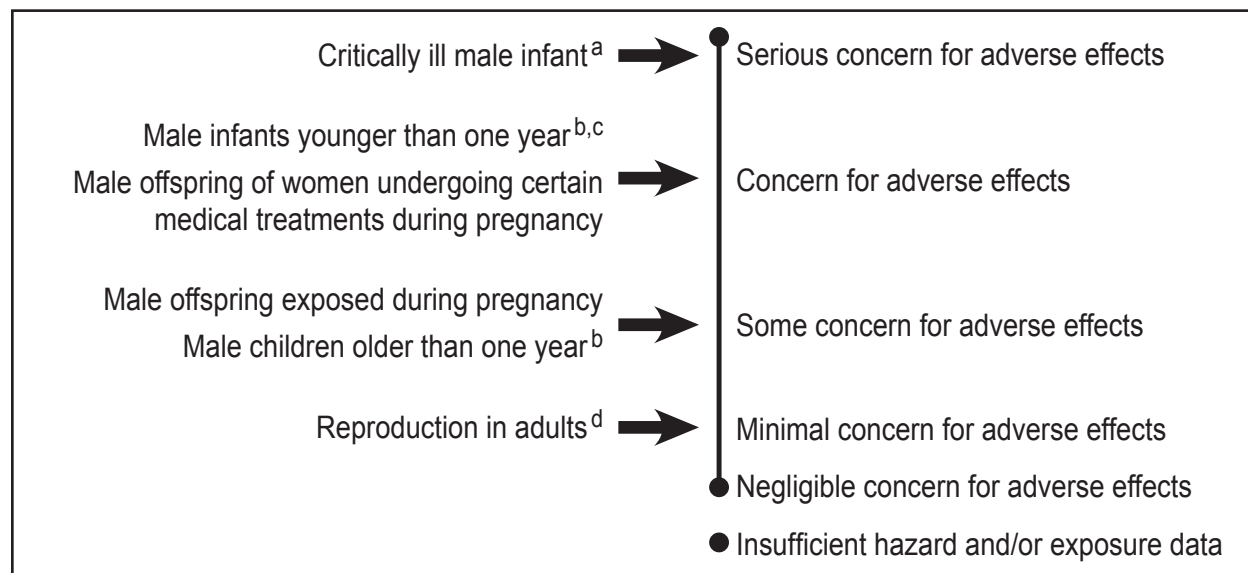 Critically ill male infant a
Serious concern for adverse effects
Male infants younger than one year b,c
Male offspring of women undergoing certain
medical treatments during pregnancy
Concern for adverse effects
Male offspring exposed during pregnancy
Male children older than one year b
Some concern for adverse effects
Reproduction in adults d
Minimal concern for adverse effects
Negligible concern for adverse effects
Insufficient hazard and/or exposure data